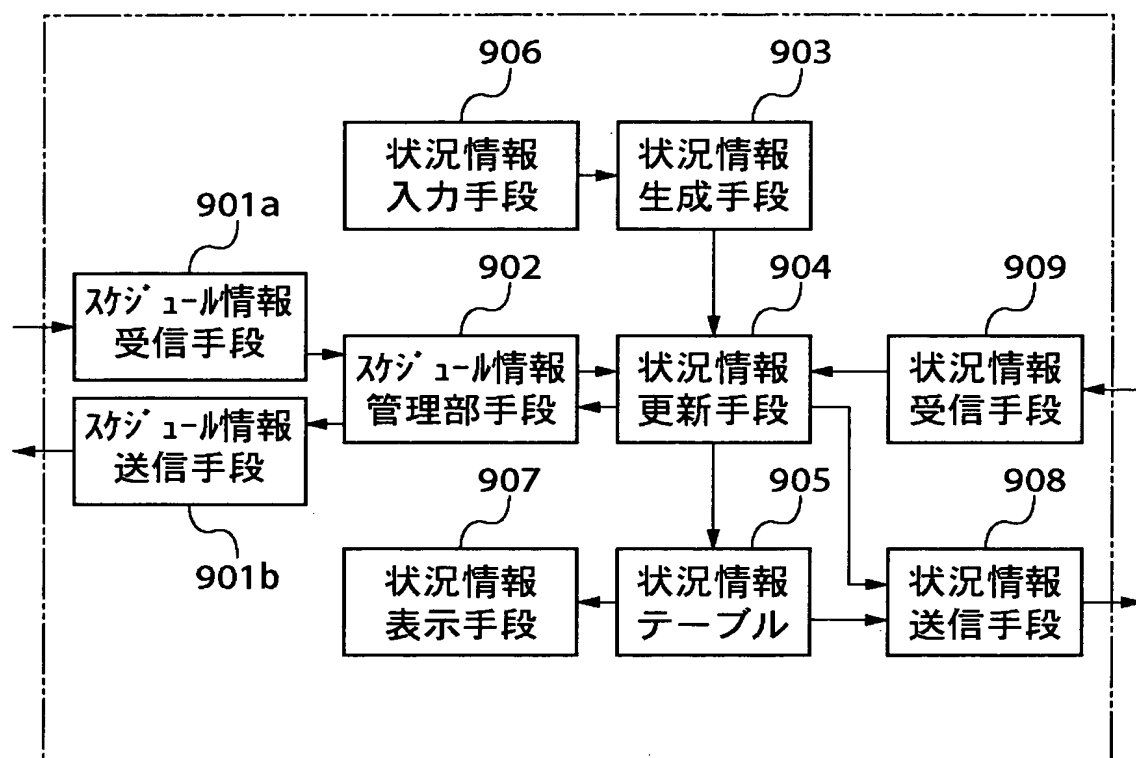 906
903
状況情報
入力手段
状況情報
生成手段
901a
902
904
909
スケジュール情報
受信手段
スケジュール情報
管理部手段
状況情報
更新手段
状況情報
受信手段
スケジュール情報
送信手段
901b
907
905
908
状況情報
表示手段
状況情報
テーブル
状況情報
送信手段